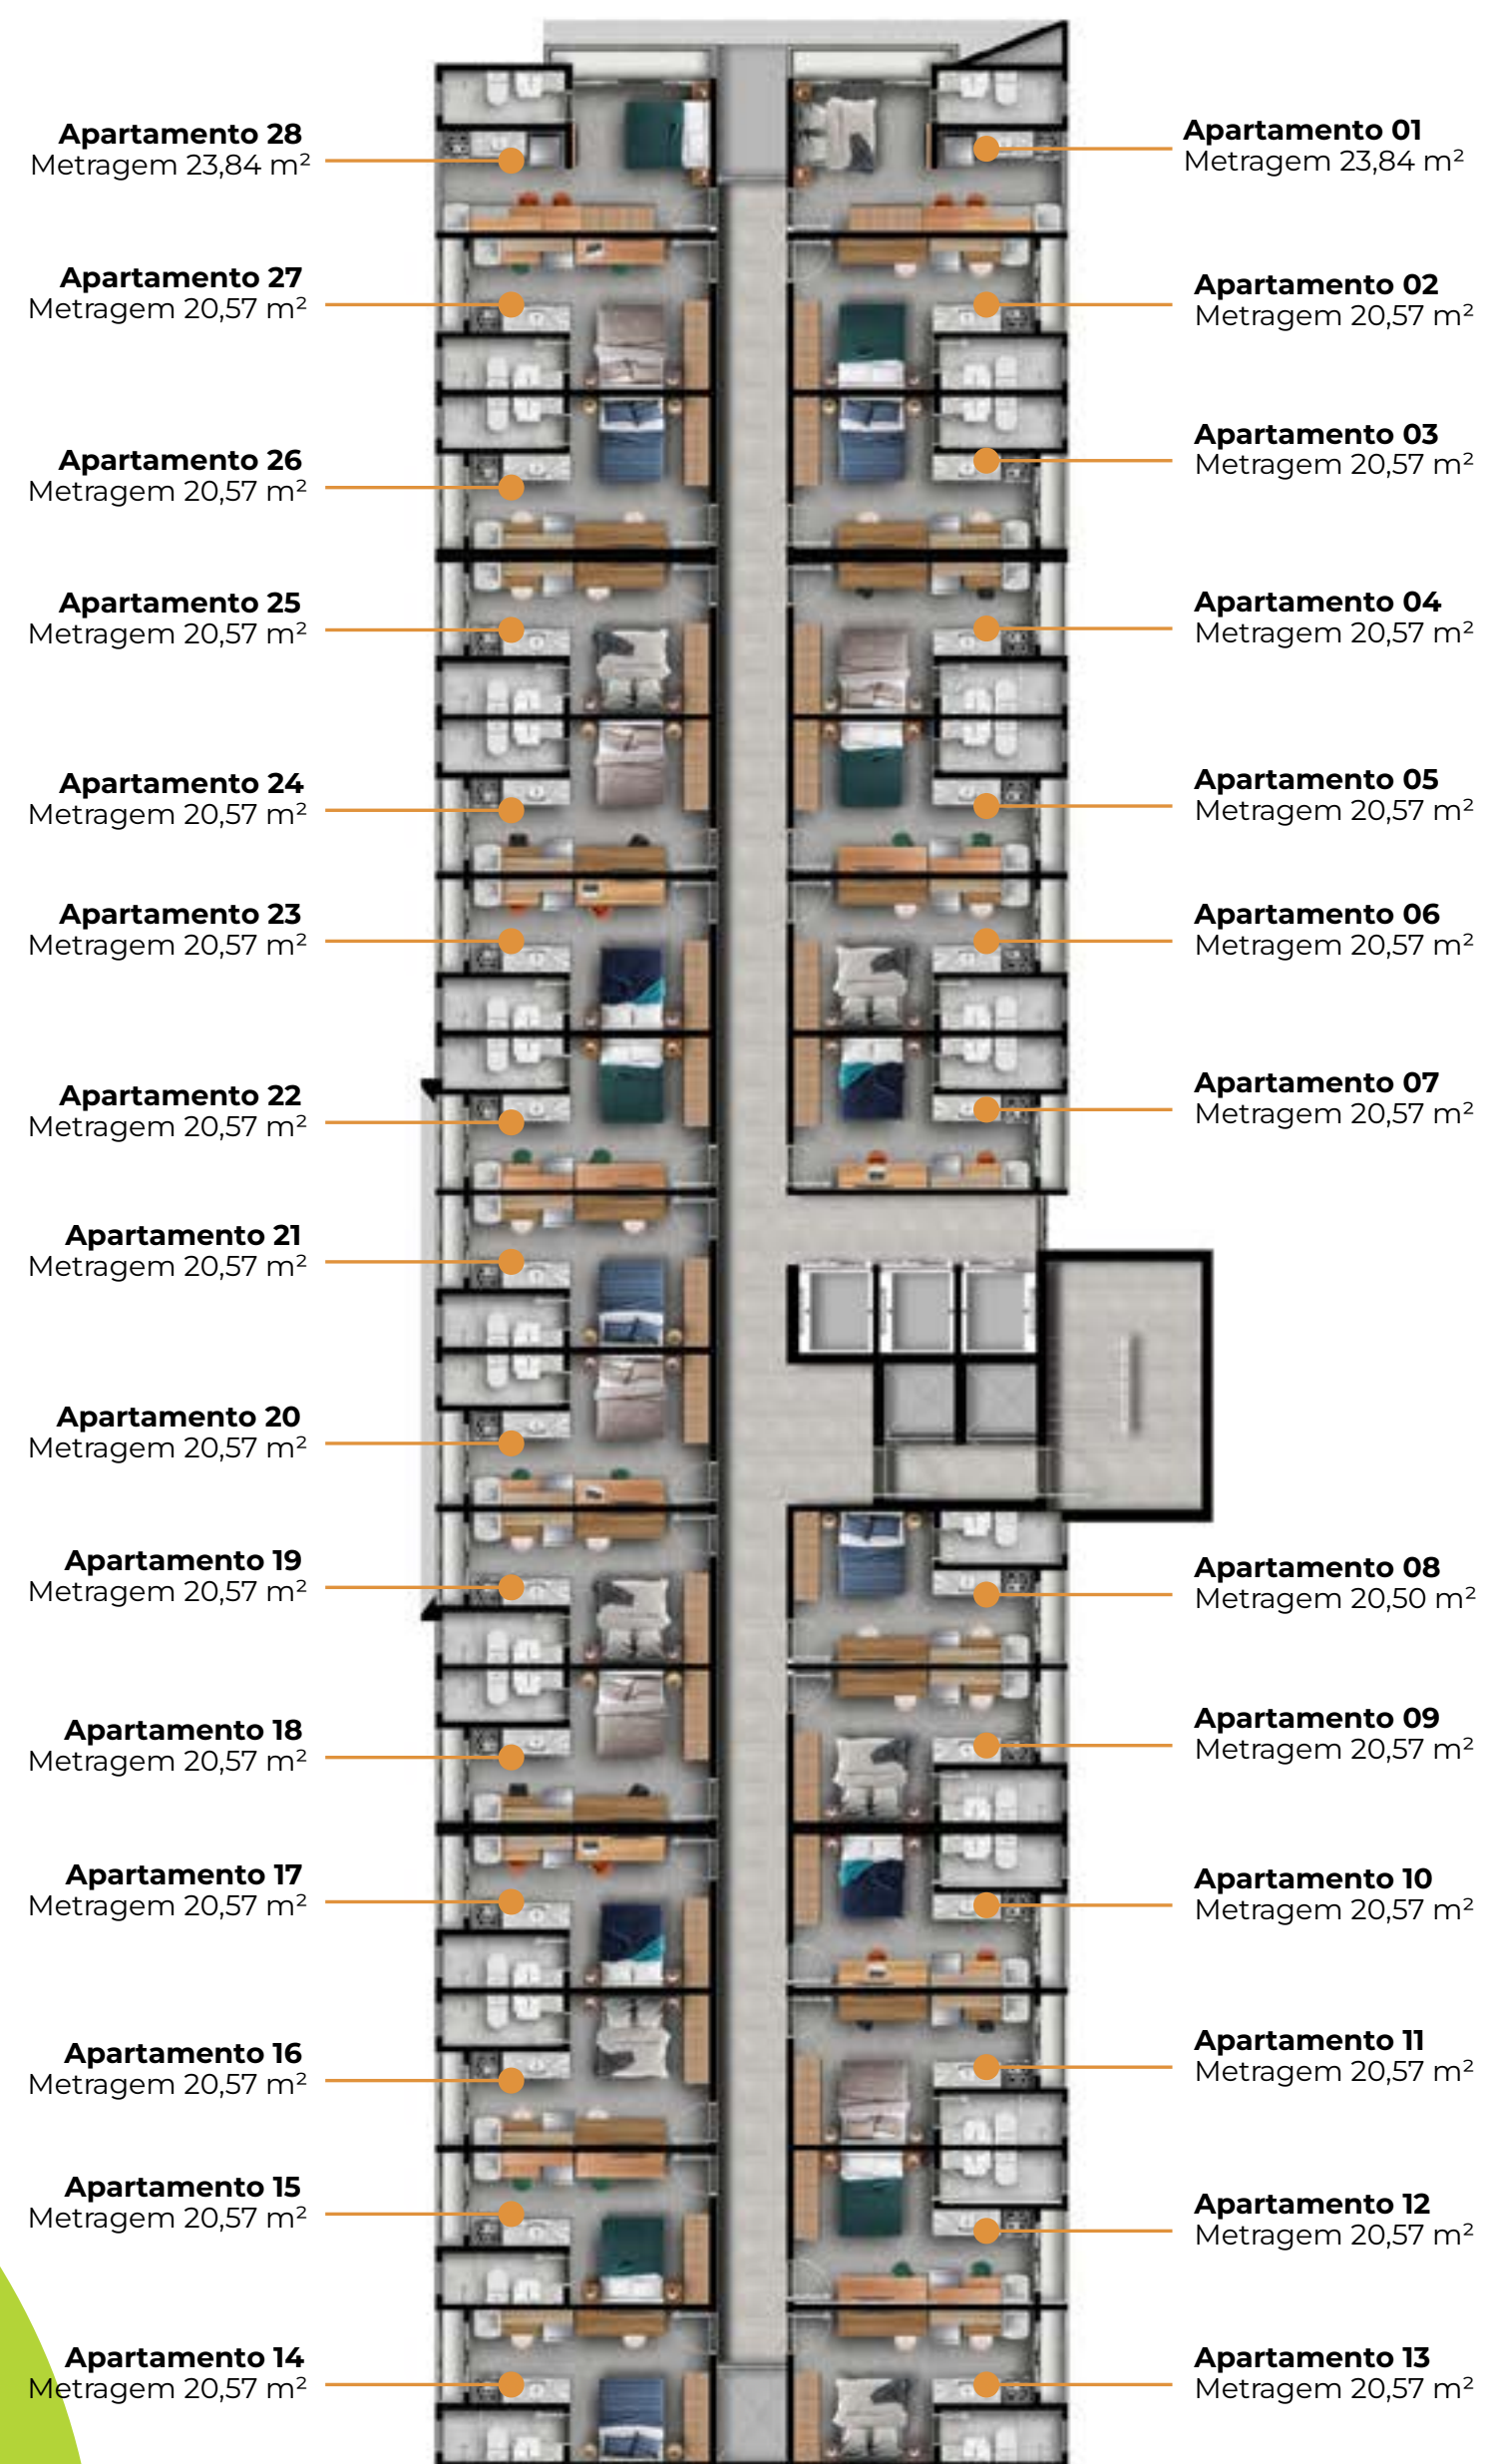 Apartamento 28
Metragem 23,84 m²
Apartamento 27
Metragem 20,57 m²
Apartamento 26
Metragem 20,57 m²
Apartamento 25
Metragem 20,57 m²
Apartamento 24
Metragem 20,57 m²
Apartamento 23
Metragem 20,57 m²
Apartamento 22
Metragem 20,57 m²
Apartamento 21
Metragem 20,57 m²
Apartamento 20
Metragem 20,57 m²
Apartamento 19
Metragem 20,57 m²
Apartamento 18
Metragem 20,57 m²
Apartamento 17
Metragem 20,57 m²
Apartamento 16
Metragem 20,57 m²
Apartamento 15
Metragem 20,57 m²
Apartamento 14
Metragem 20,57 m²
Apartamento 01
Metragem 23,84 m²
Apartamento 02
Metragem 20,57 m²
Apartamento 03
Metragem 20,57 m²
Apartamento 04
Metragem 20,57 m²
Apartamento 05
Metragem 20,57 m²
Apartamento 06
Metragem 20,57 m²
Apartamento 07
Metragem 20,57 m²
Apartamento 08
Metragem 20,50 m²
Apartamento 09
Metragem 20,57 m²
Apartamento 10
Metragem 20,57 m²
Apartamento 11
Metragem 20,57 m²
Apartamento 12
Metragem 20,57 m²
Apartamento 13
Metragem 20,57 m²